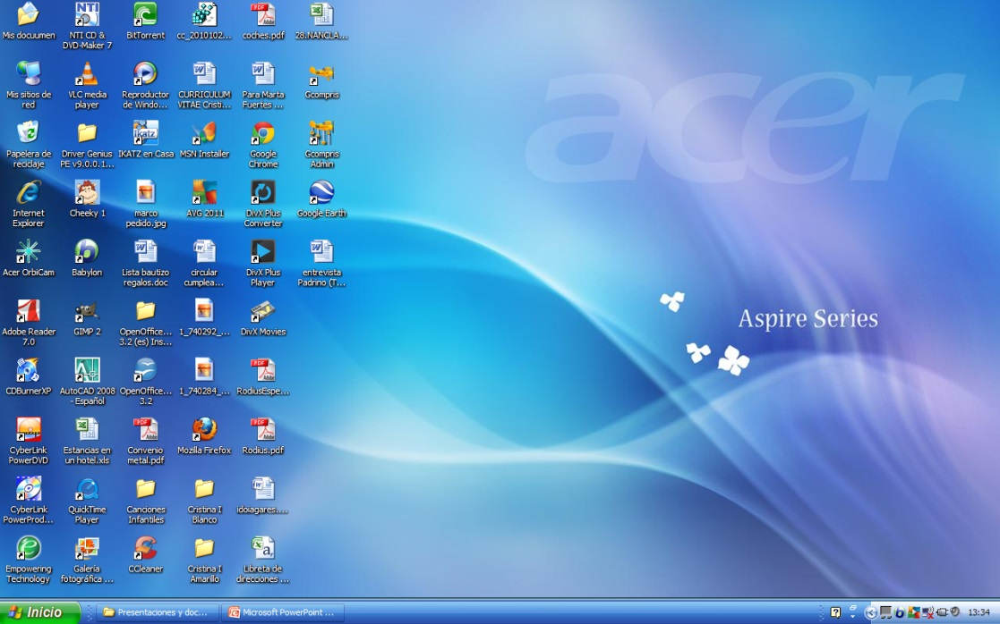 Mis docuumen
NTI CD &
DVD-Maker 7
BitTorrent
cc_2010102...
coches.pdf
28.NANCLA...
Mis sitios de
red
VLC media
player
Reproductor
de Windo...
CURRICULUM
VITAE Cristi...
Para Marta
Fuertes ...
Gcompris
Papelera de
reciclaje
Driver Genius
PE v9.0.0.1...
IKATZ en Casa
MSN Installer
Google
Chrome
Gcompris
Admin
Internet
Explorer
Cheeky 1
marco
pedido.jpg
AVG 2011
DivX Plus
Converter
Google Earth
Acer OrbiCam
Babylon
Lista bautizo
regalos.doc
circular
cumplea...
DivX Plus
Player
entrevista
Padrino (T...
Adobe Reader
7.0
GIMP 2
OpenOffice...
3.2 (es) Ins...
1_740292_...
DivX Movies
CDBurnerXP
AutoCAD 2008
- Español
OpenOffice...
3.2
1_740284_...
RodiusEspe...
CyberLink
PowerDVD
Estancias en
un hotel.xls
Convenio
metal.pdf
Mozilla Firefox
Rodius.pdf
CyberLink
PowerProd...
QuickTime
Player
Canciones
Infantiles
Cristina I
Blanco
idoiagares....
Empowering
Technology
Galería
fotográfica ...
CCleaner
Cristina I
Amarillo
Libreta de
direcciones ...
acer
Aspire Series
Inicio
Presentaciones y doc...
Microsoft PowerPoint ...
13:34